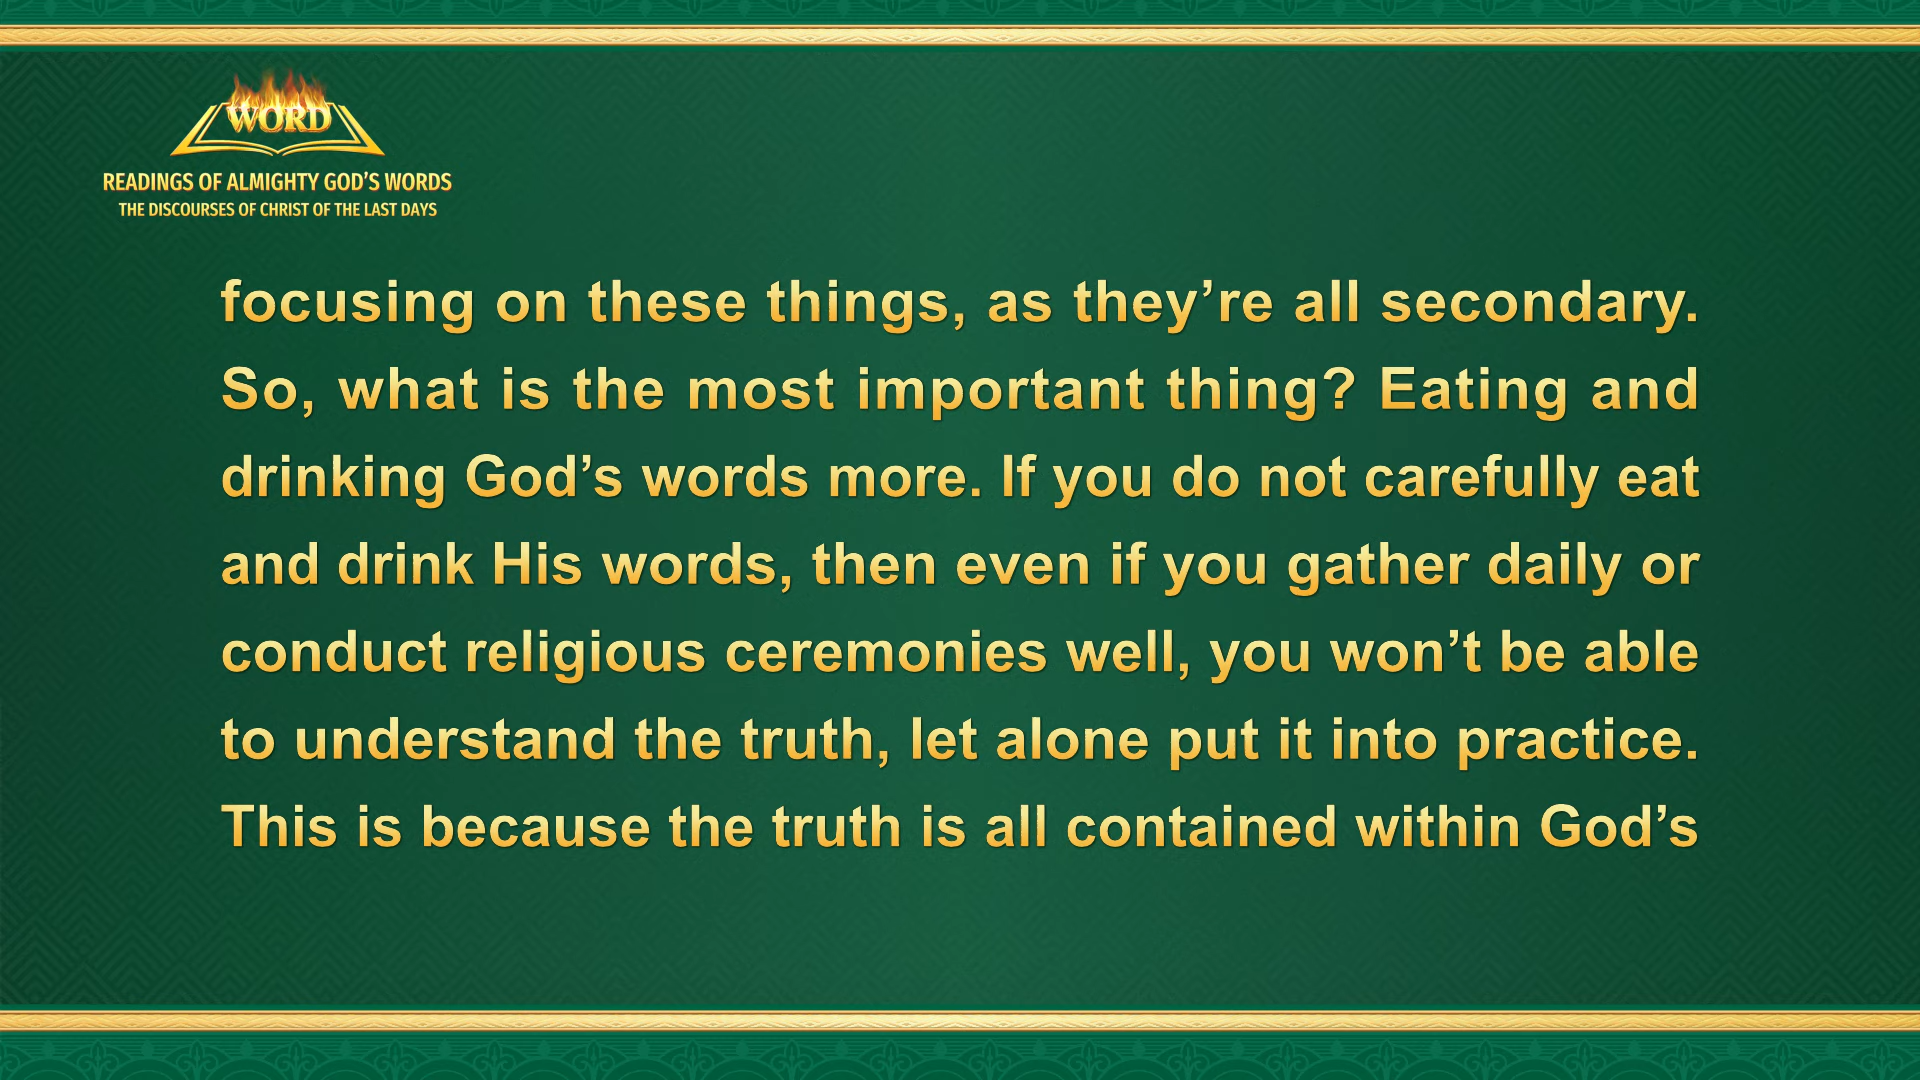 WORD
READINGS OF ALMIGHTY GOD’S WORDS
THE DISCOURSES OF CHRIST OF THE LAST DAYS
focusing on these things, as they’re all secondary.
So, what is the most important thing? Eating and
drinking God’s words more. If you do not carefully eat
and drink His words, then even if you gather daily or
conduct religious ceremonies well, you won’t be able
to understand the truth, let alone put it into practice.
This is because the truth is all contained within God’s